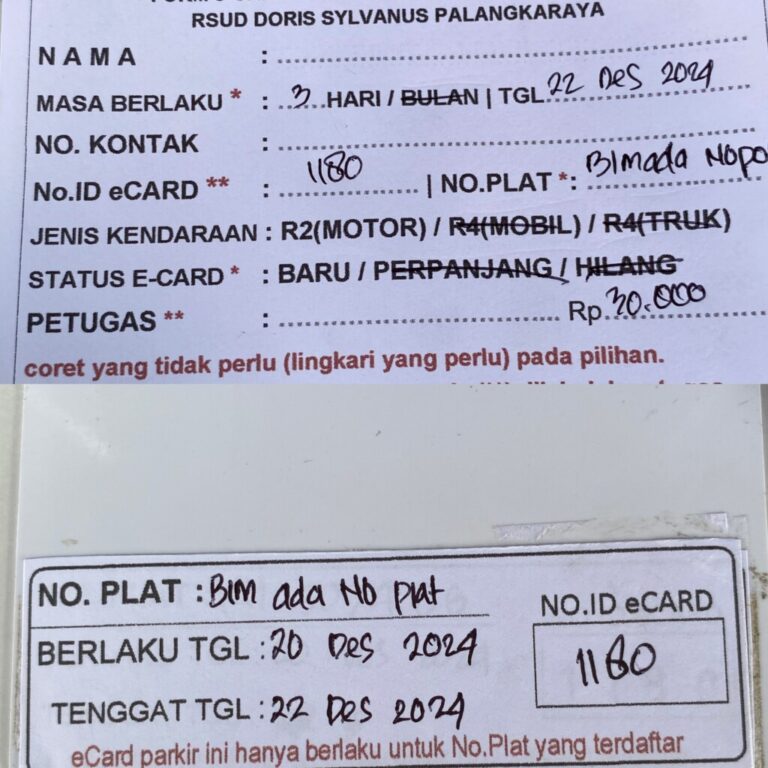 RSUD DORIS SYLVANUS PALANGKARAYA
NAMA :
MASA BERLAKU * : 3 HARI / BULAN | TGL 22 Des 2024
NO. KONTAK :
No.ID eCARD ** : 1180 | NO.PLAT *: BIMada Nopo
JENIS KENDARAAN : R2(MOTOR) / R4(MOBIL) / R4(TRUK)
STATUS E-CARD * : BARU / PERPANJANG / HILANG
PETUGAS ** : Rp. 30.000
coret yang tidak perlu (lingkari yang perlu) pada pilihan.
NO. PLAT : BIM ada No plat
NO.ID eCARD
BERLAKU TGL : 20 Des 2024
1180
TENGGAT TGL : 22 Des 2024
eCard parkir ini hanya berlaku untuk No.Plat yang terdaftar